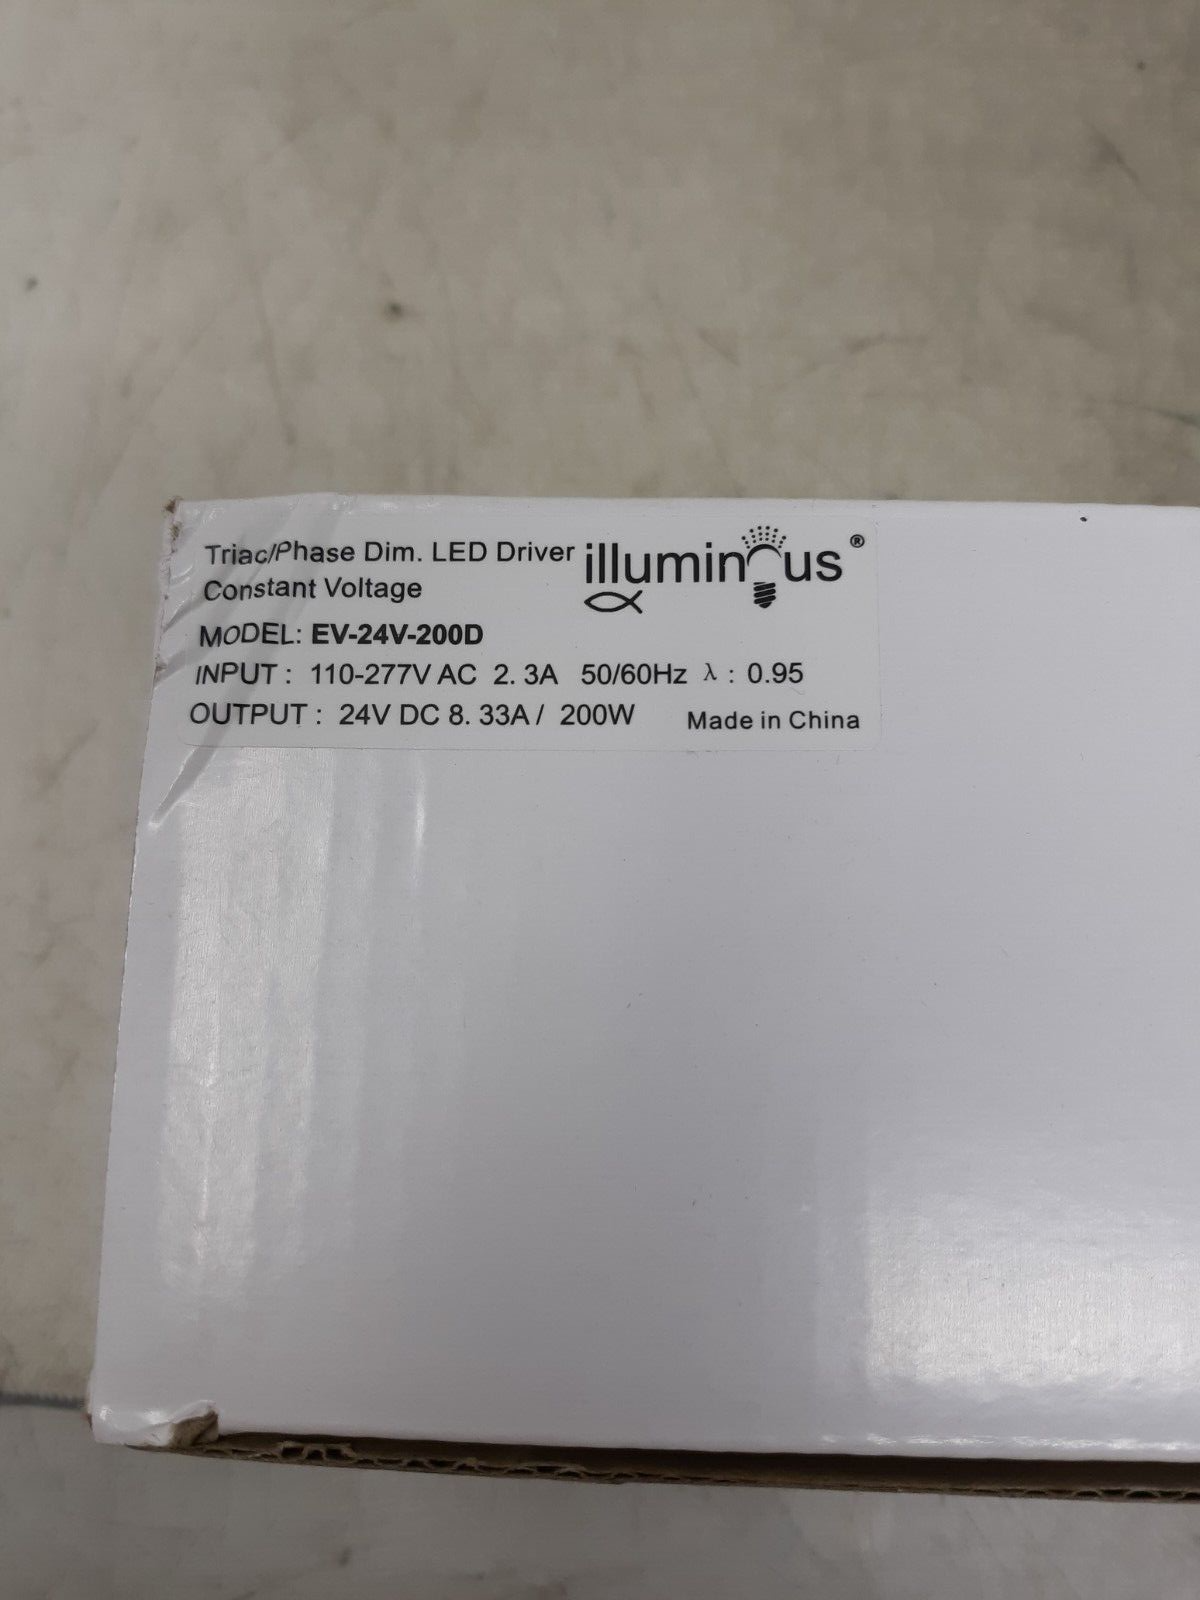 Triac/Phase Dim. LED Driver illuminous®
Constant Voltage
MODEL: EV-24V-200D
INPUT : 110-277V AC 2. 3A 50/60Hz λ : 0.95
OUTPUT : 24V DC 8. 33A / 200W Made in China